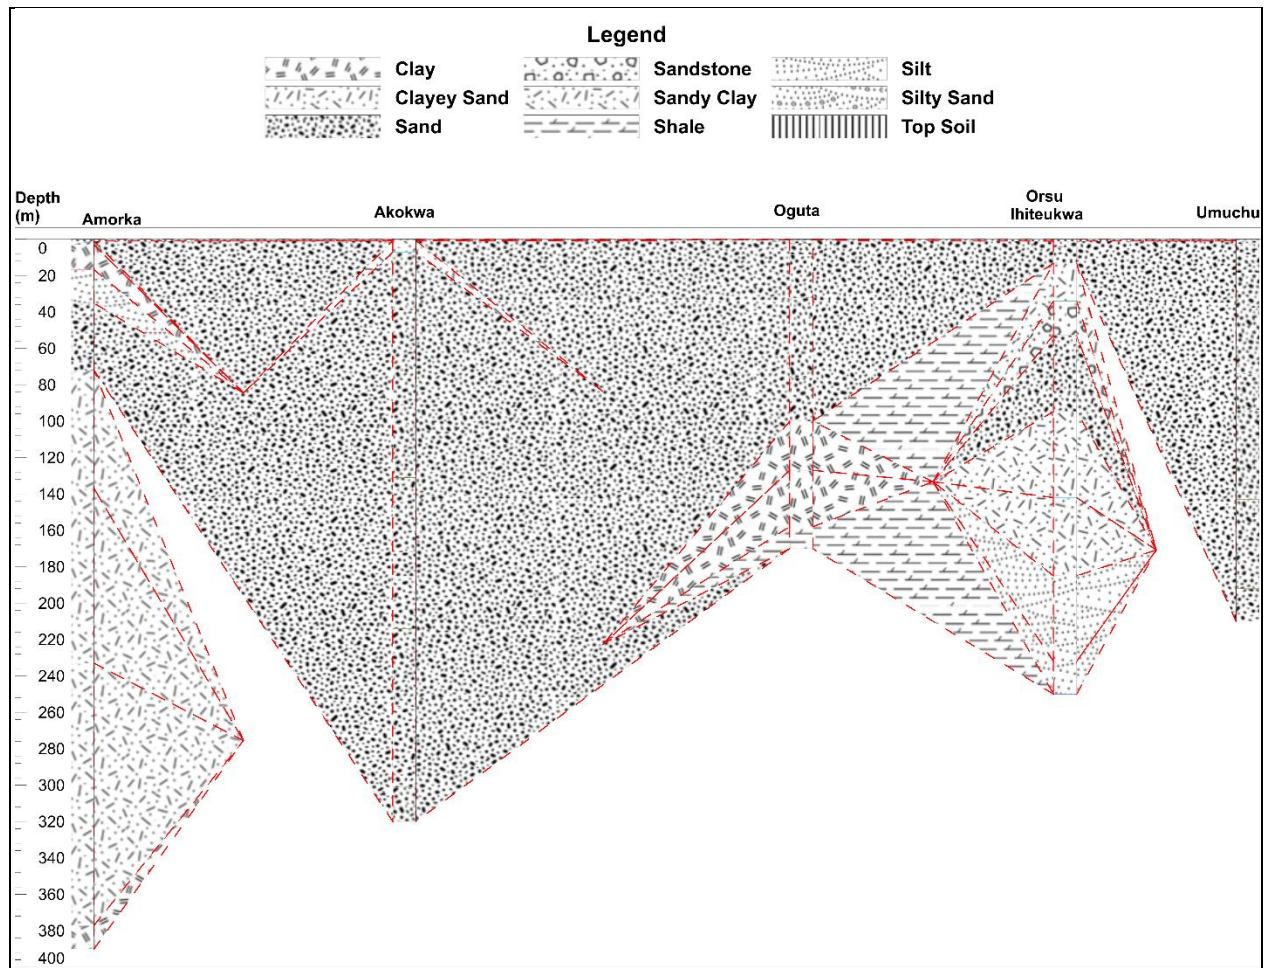 Legend
Clay Sandstone Silt
Clayey Sand Sandy Clay Silty Sand
Sand Shale Top Soil
Depth
(m)
Amorka
Akokwa
Oguta
Orsu
Ihiteukwa
Umuchu
0
20
40
60
80
100
120
140
160
180
200
220
240
260
280
300
320
340
360
380
400